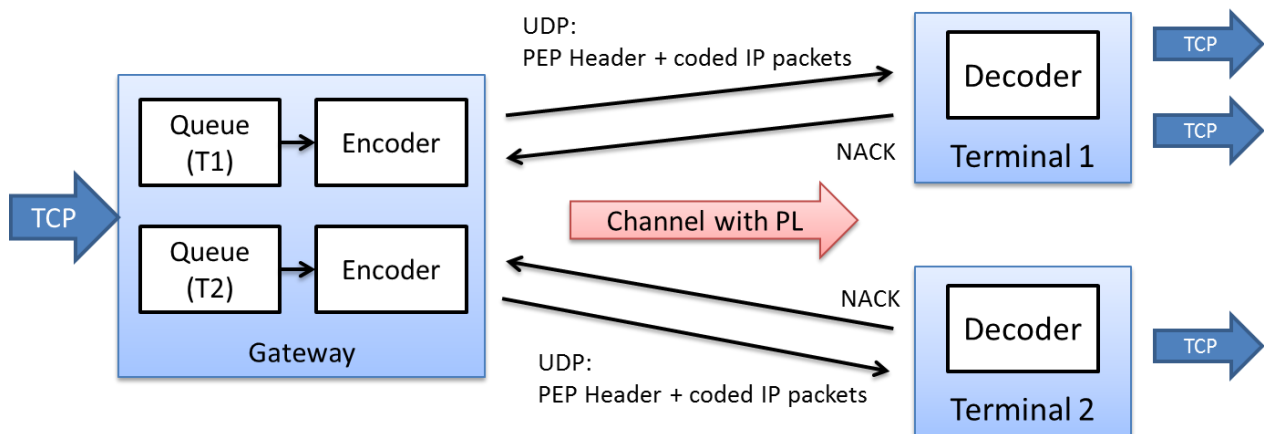 TCP
Queue
(T1)
Encoder
Queue
(T2)
Encoder
Gateway
UDP:
PEP Header + coded IP packets
NACK
Channel with PL
NACK
UDP:
PEP Header + coded IP packets
Decoder
Terminal 1
TCP
TCP
Decoder
Terminal 2
TCP